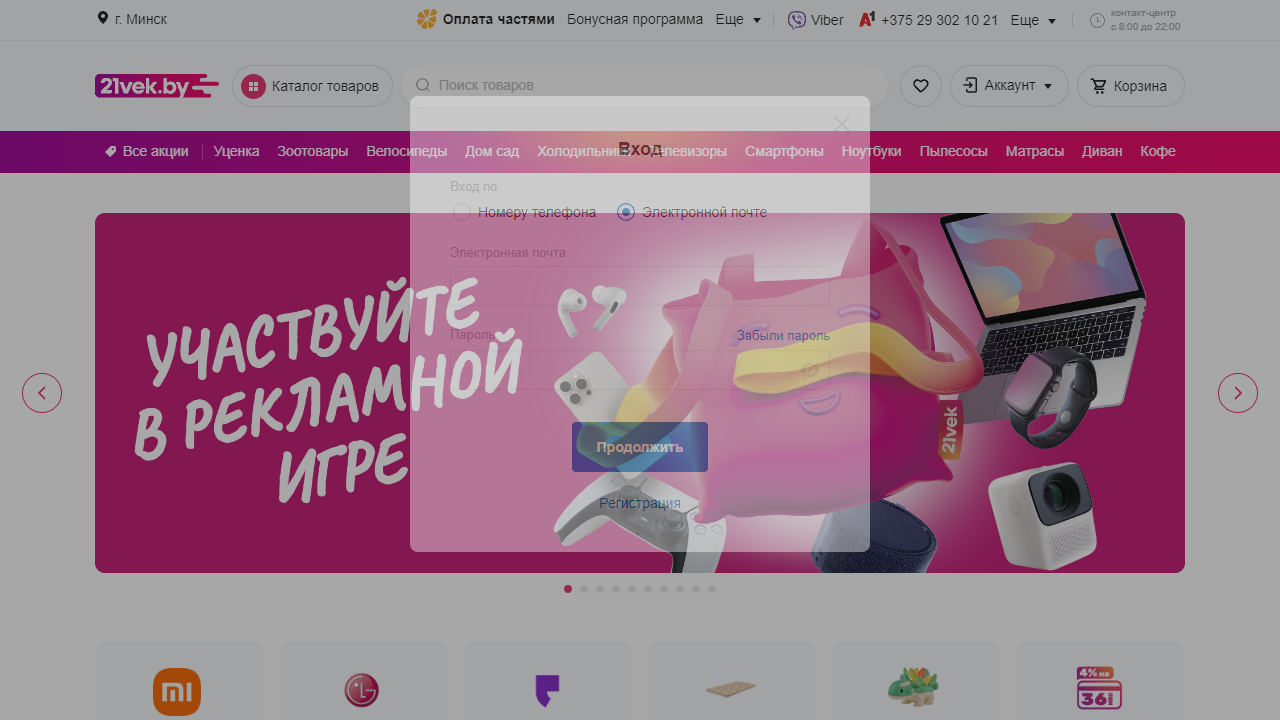 г. Минск
Оплата частями
Бонусная программа
Еще
Viber
A1
+375 29 302 10 21
Еще
контакт-центр
с 8:00 до 22:00
21vek.by
Каталог товаров
Поиск товаров
Аккаунт
Корзина
Все акции
Уценка
Зоотовары
Велосипеды
Дом сад
Холодильники
Телевизоры
Смартфоны
Ноутбуки
Пылесосы
Матрасы
Диван
Кофе
Вход
Вход по
Номеру телефона
Электронной почте
Электронная почта
Пароль
Забыли пароль
Продолжить
Регистрация
УЧАСТВУЙТЕ
В РЕКЛАМНОЙ
ИГРЕ
21vek
mi
LG
4% на
36 мес